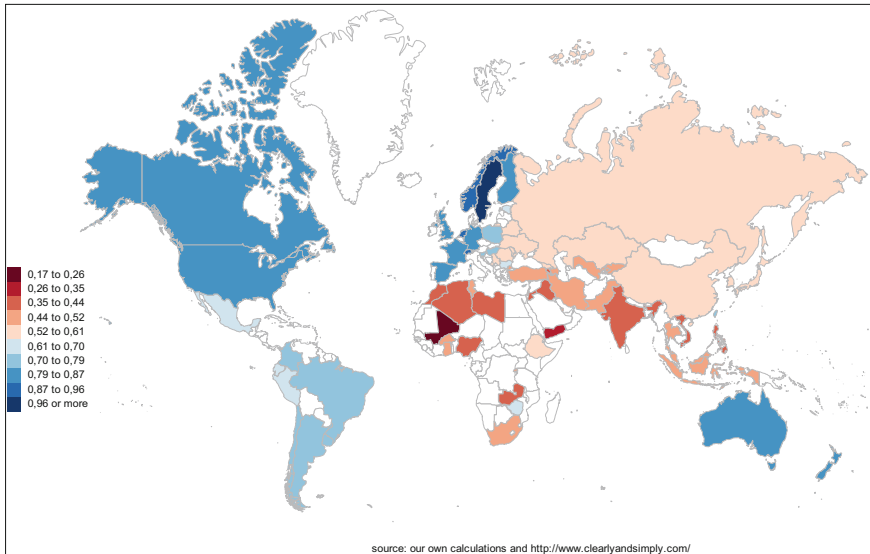 0,17 to 0,26
0,26 to 0,35
0,35 to 0,44
0,44 to 0,52
0,52 to 0,61
0,61 to 0,70
0,70 to 0,79
0,79 to 0,87
0,87 to 0,96
0,96 or more
source: our own calculations and http://www.clearlyandsimply.com/